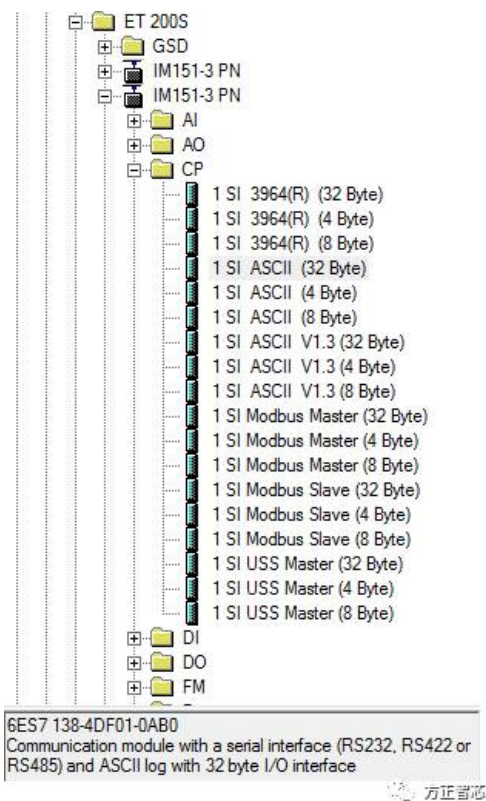 ET 200S
GSD
IM151-3 PN
IM151-3 PN
AI
AO
CP
1 SI 3964(R) (32 Byte)
1 SI 3964(R) (4 Byte)
1 SI 3964(R) (8 Byte)
1 SI ASCII (32 Byte)
1 SI ASCII (4 Byte)
1 SI ASCII (8 Byte)
1 SI ASCII V1.3 (32 Byte)
1 SI ASCII V1.3 (4 Byte)
1 SI ASCII V1.3 (8 Byte)
1 SI Modbus Master (32 Byte)
1 SI Modbus Master (4 Byte)
1 SI Modbus Master (8 Byte)
1 SI Modbus Slave (32 Byte)
1 SI Modbus Slave (4 Byte)
1 SI Modbus Slave (8 Byte)
1 SI USS Master (32 Byte)
1 SI USS Master (4 Byte)
1 SI USS Master (8 Byte)
DI
DO
FM
6ES7 138-4DF01-0AB0
Communication module with a serial interface (RS232, RS422 or
RS485) and ASCII log with 32 byte I/O interface
方正智芯